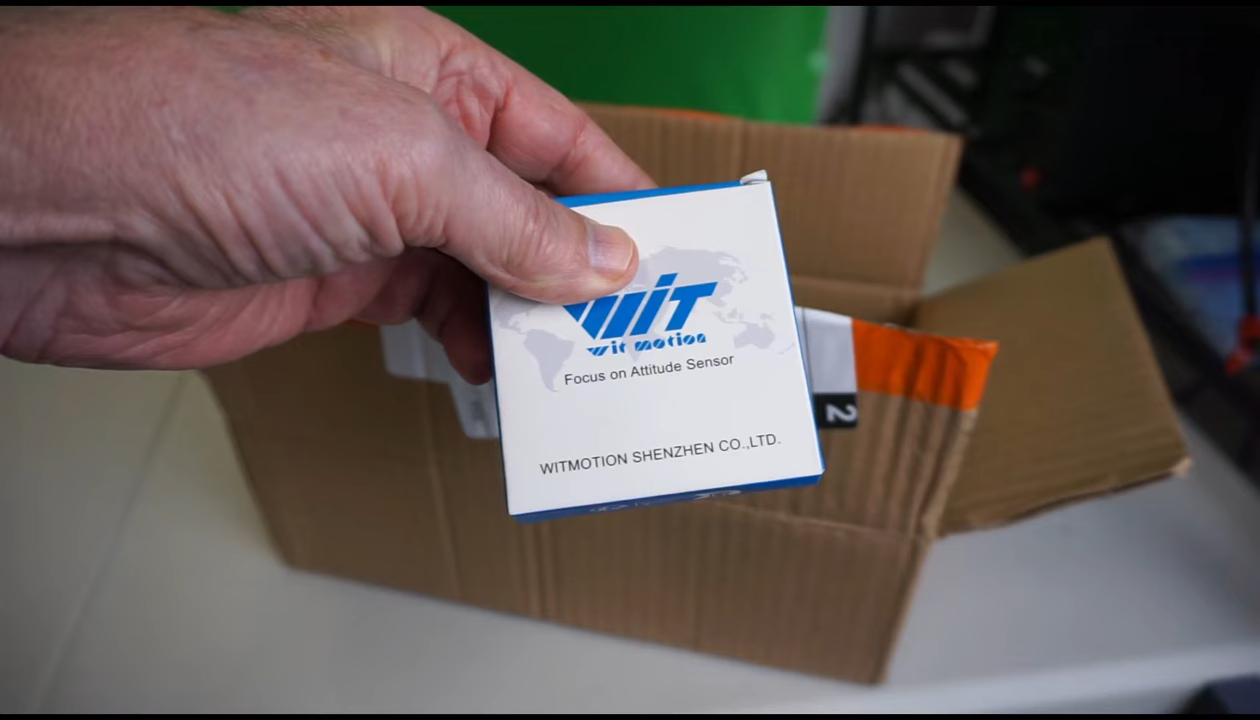 WiT
wit motion
Focus on Attitude Sensor
WITMOTION SHENZHEN CO.,LTD.
2